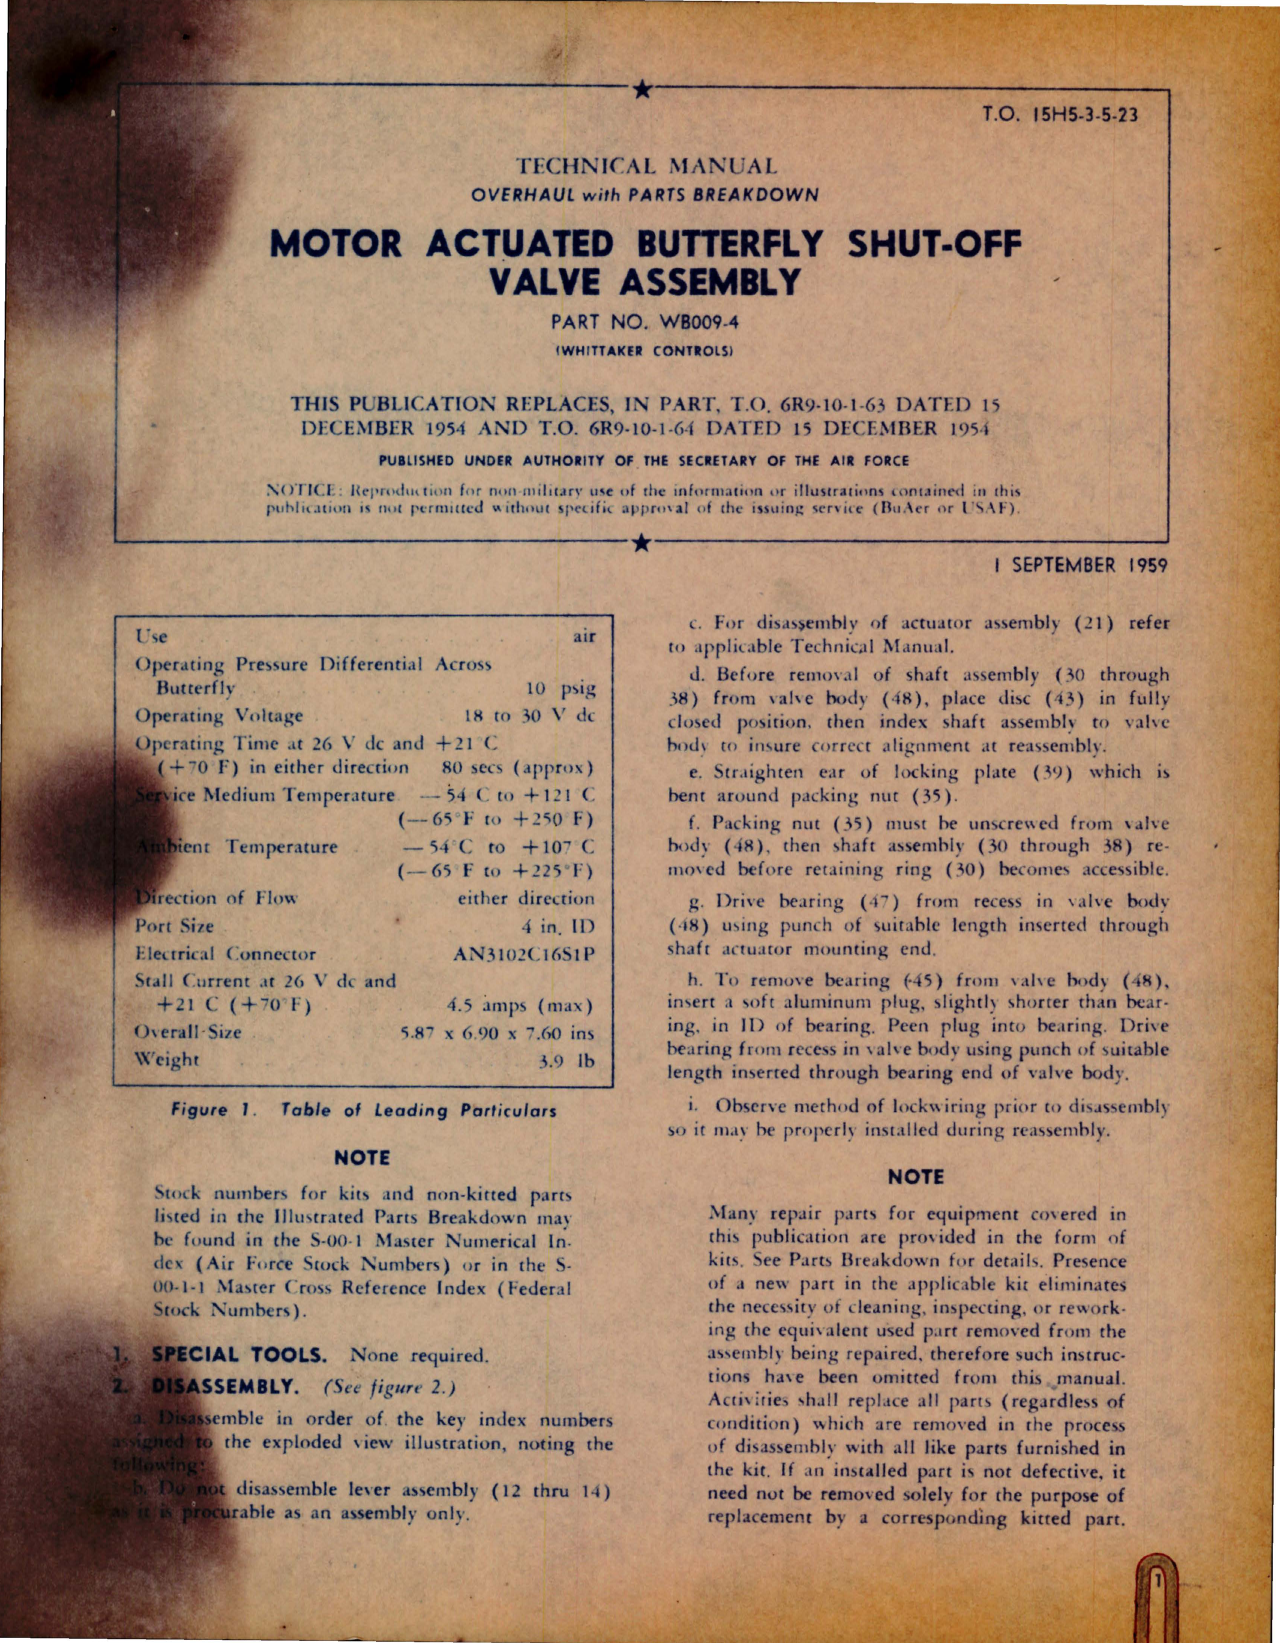 T.O. 15H5-3-5-23
TECHNICAL MANUAL
OVERHAUL with PARTS BREAKDOWN
MOTOR ACTUATED BUTTERFLY SHUT-OFF
VALVE ASSEMBLY
PART NO. WB009-4
(WHITTAKER CONTROLS)
THIS PUBLICATION REPLACES, IN PART, T.O. 6R9-10-1-63 DATED 15
DECEMBER 1954 AND T.O. 6R9-10-1-64 DATED 15 DECEMBER 1954
PUBLISHED UNDER AUTHORITY OF THE SECRETARY OF THE AIR FORCE
NOTICE: Reproduction for non-military use of the information or illustrations contained in this
publication is not permitted without specific approval of the issuing service (BuAer or USAF).
1 SEPTEMBER 1959
Use air
Operating Pressure Differential Across
Butterfly 10 psig
Operating Voltage 18 to 30 V dc
Operating Time at 26 V dc and +21°C
(+70°F) in either direction 80 secs (approx)
Service Medium Temperature —54°C to +121°C
(—65°F to +250°F)
Ambient Temperature —54°C to +107°C
(—65°F to +225°F)
Direction of Flow either direction
Port Size 4 in. ID
Electrical Connector AN3102C16S1P
Stall Current at 26 V dc and
+21°C (+70°F) 4.5 amps (max)
Overall Size 5.87 x 6.90 x 7.60 ins
Weight 3.9 lb
Figure 1. Table of Leading Particulars
NOTE
Stock numbers for kits and non-kitted parts
listed in the Illustrated Parts Breakdown may
be found in the S-00-1 Master Numerical In-
dex (Air Force Stock Numbers) or in the S-
00-1-1 Master Cross Reference Index (Federal
Stock Numbers).
1. SPECIAL TOOLS. None required.
2. DISASSEMBLY. (See figure 2.)
a. Disassemble in order of the key index numbers
assigned to the exploded view illustration, noting the
following:
b. Do not disassemble lever assembly (12 thru 14)
as it is procurable as an assembly only.
c. For disassembly of actuator assembly (21) refer
to applicable Technical Manual.
d. Before removal of shaft assembly (30 through
38) from valve body (48), place disc (43) in fully
closed position, then index shaft assembly to valve
body to insure correct alignment at reassembly.
e. Straighten ear of locking plate (39) which is
bent around packing nut (35).
f. Packing nut (35) must be unscrewed from valve
body (48), then shaft assembly (30 through 38) re-
moved before retaining ring (30) becomes accessible.
g. Drive bearing (47) from recess in valve body
(48) using punch of suitable length inserted through
shaft actuator mounting end.
h. To remove bearing (45) from valve body (48),
insert a soft aluminum plug, slightly shorter than bear-
ing, in ID of bearing. Peen plug into bearing. Drive
bearing from recess in valve body using punch of suitable
length inserted through bearing end of valve body.
i. Observe method of lockwiring prior to disassembly
so it may be properly installed during reassembly.
NOTE
Many repair parts for equipment covered in
this publication are provided in the form of
kits. See Parts Breakdown for details. Presence
of a new part in the applicable kit eliminates
the necessity of cleaning, inspecting, or rework-
ing the equivalent used part removed from the
assembly being repaired, therefore such instruc-
tions have been omitted from this manual.
Activities shall replace all parts (regardless of
condition) which are removed in the process
of disassembly with all like parts furnished in
the kit. If an installed part is not defective, it
need not be removed solely for the purpose of
replacement by a corresponding kitted part.
1